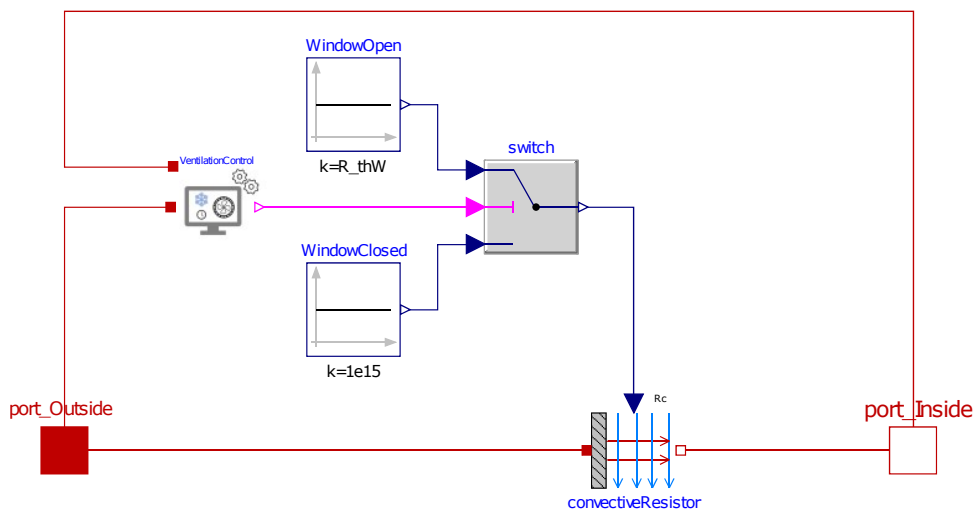 WindowOpen
k=R_thW
VentilationControl
switch
WindowClosed
k=1e15
port_Outside
Rc
port_Inside
convectiveResistor